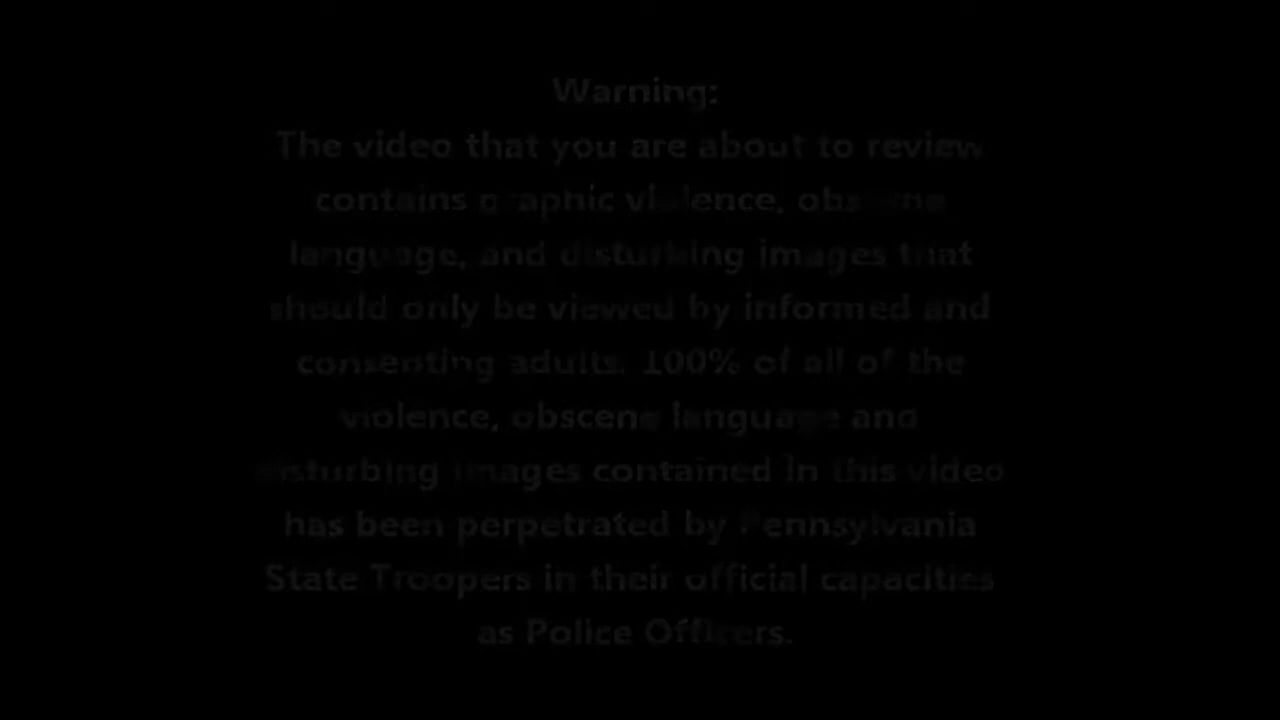 Warning:
The video that you are about to review
contains graphic violence, obscene
language, and disturbing images that
should only be viewed by informed and
consenting adults. 100% of all of the
violence, obscene language and
disturbing images contained in this video
has been perpetrated by Pennsylvania
State Troopers in their official capacities
as Police Officers.